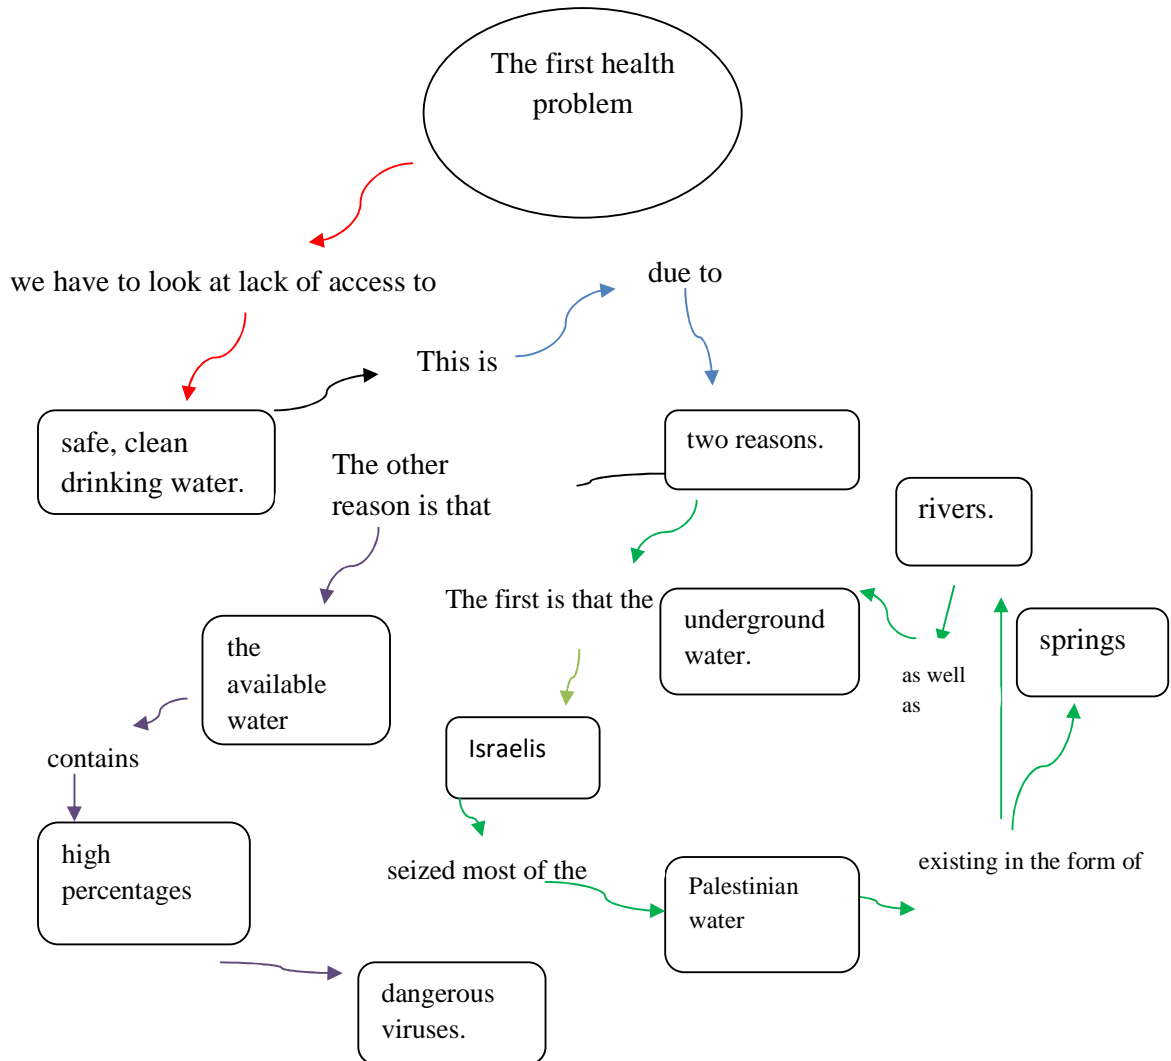 The first health
problem
we have to look at lack of access to
due to
This is
safe, clean
drinking water.
two reasons.
The other
reason is that
rivers.
The first is that the
underground
water.
springs
as well
as
the
available
water
Israelis
contains
high
percentages
seized most of the
Palestinian
water
existing in the form of
dangerous
viruses.